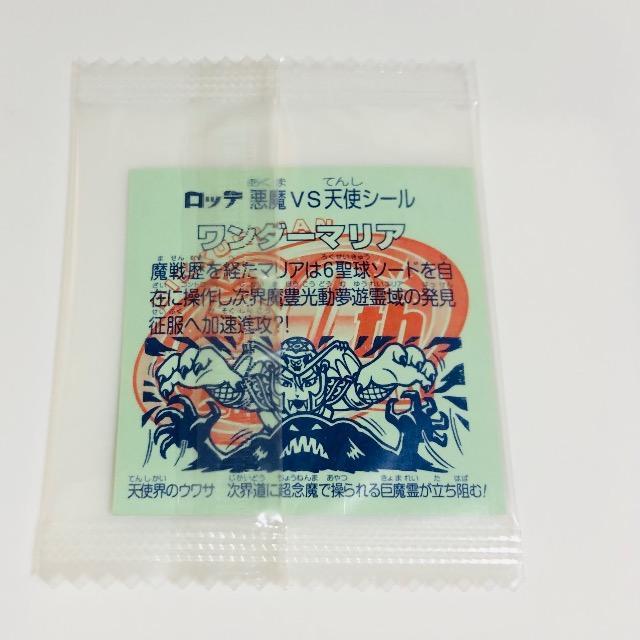 ロッテ 悪魔VS天使シール
ワンダーマリア
魔戦歴を経たマリアは6聖球ソードを自
在に操作し次界魔豊光動夢遊霊域の発見
征服へ加速進攻?!
th
天使界のウワサ 次界道に超念魔で操られる巨魔霊が立ち阻む!